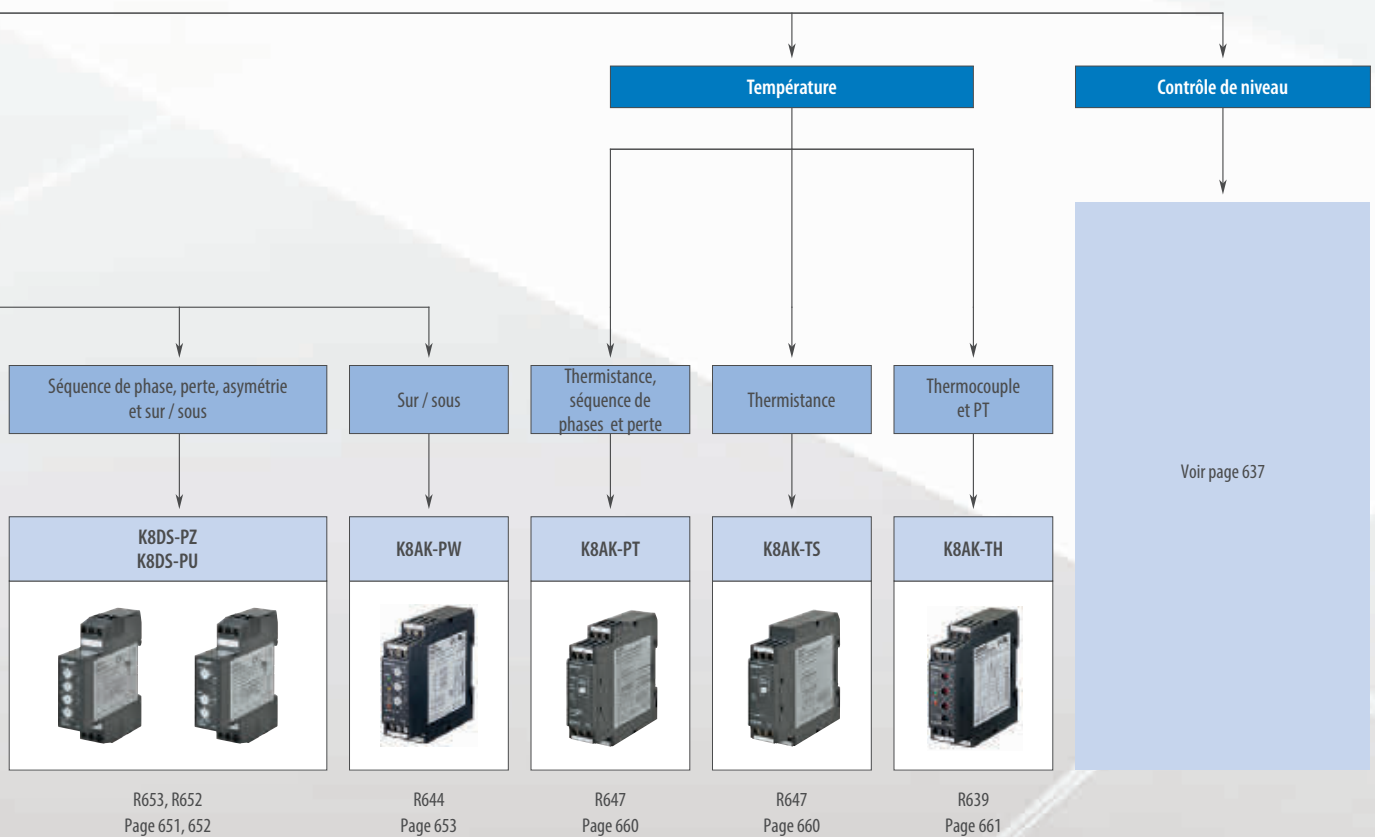 Température
Contrôle de niveau
Séquence de phase, perte, asymétrie
et sur / sous
Sur / sous
Thermistance,
séquence de
phases et perte
Thermistance
Thermocouple
et PT
Voir page 637
K8DS-PZ
K8DS-PU
K8AK-PW
K8AK-PT
K8AK-TS
K8AK-TH
R653, R652
Page 651, 652
R644
Page 653
R647
Page 660
R647
Page 660
R639
Page 661